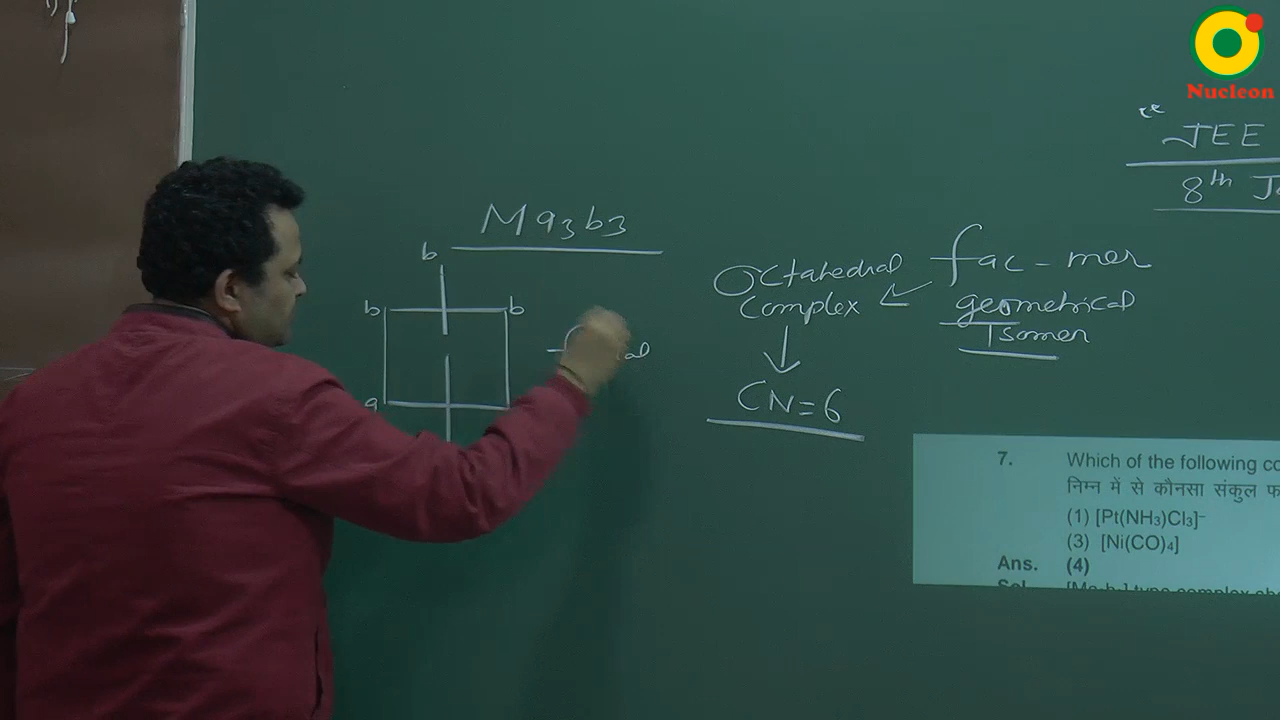 Nucleon
JEE
8th
Ma3b3
b
b b
a
Octahedral
Complex
fac - mer
geometrical
Isomer
CN=6
7. Which of the following
निम्न में से कौनसा संकुल
(1) [Pt(NH₃)Cl₃]⁻
(3) [Ni(CO)₄]
Ans. (4)